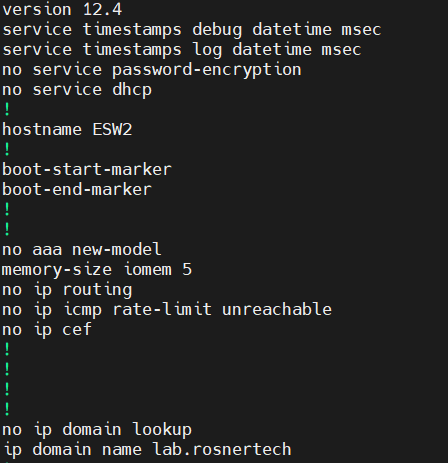 version 12.4
service timestamps debug datetime msec
service timestamps log datetime msec
no service password-encryption
no service dhcp
!
hostname ESW2
!
boot-start-marker
boot-end-marker
!
!
no aaa new-model
memory-size iomem 5
no ip routing
no ip icmp rate-limit unreachable
no ip cef
!
!
!
!
no ip domain lookup
ip domain name lab.rosnertech